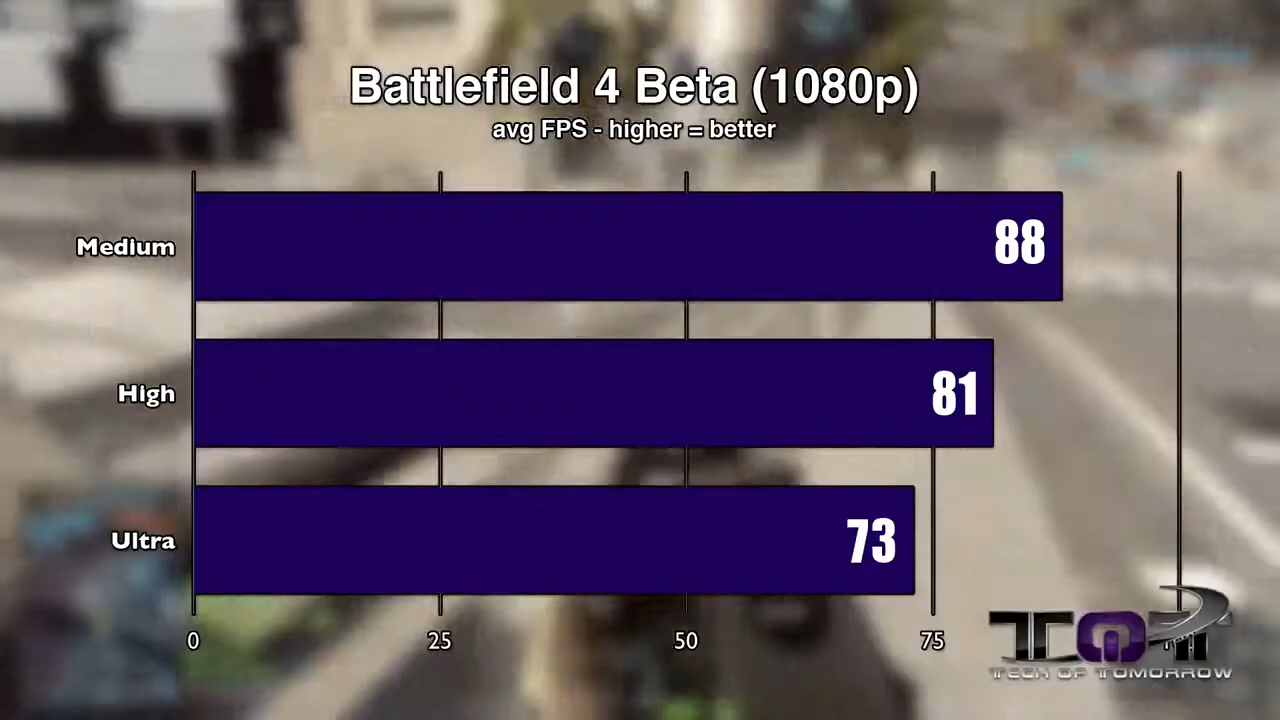 Battlefield 4 Beta (1080p)
avg FPS - higher = better
Medium
88
High
81
Ultra
73
0
25
50
75
TOT
TECH OF TOMORROW